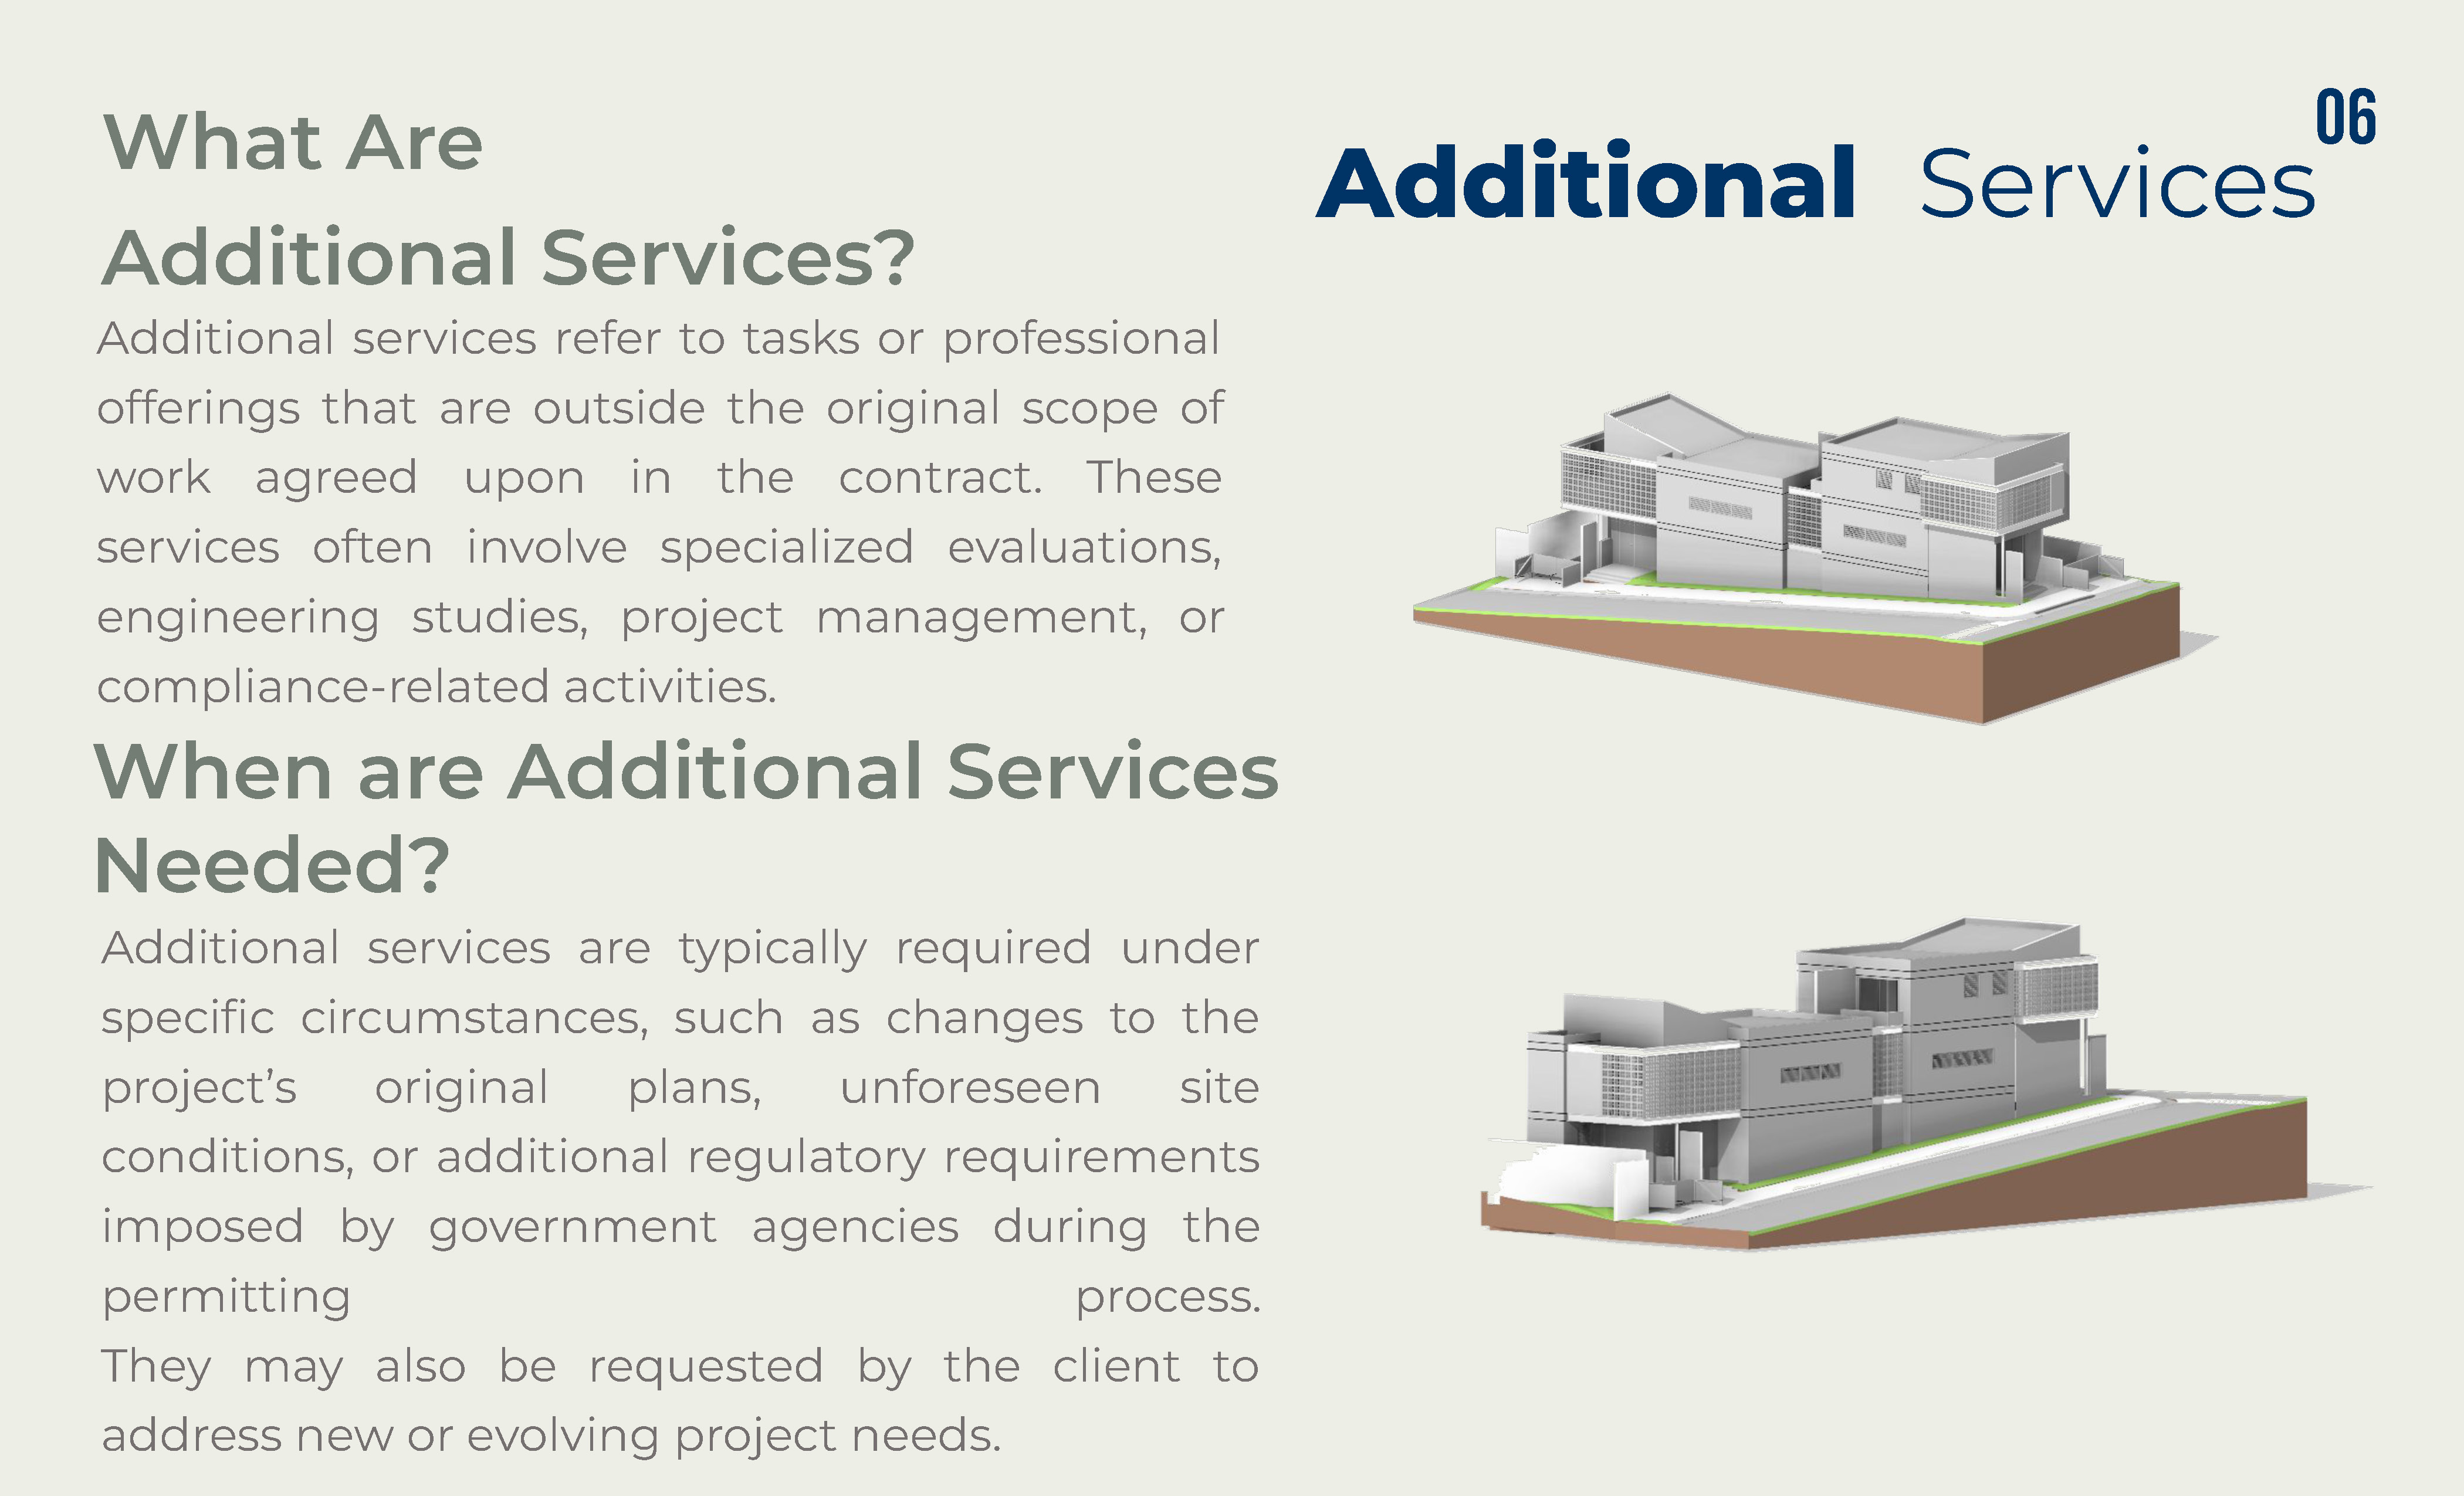 What Are
Additional Services?
Additional services refer to tasks or professional
offerings that are outside the original scope of
work agreed upon in the contract. These
services often involve specialized evaluations,
engineering studies, project management, or
compliance-related activities.
When are Additional Services
Needed?
Additional services are typically required under
specific circumstances, such as changes to the
project’s original plans, unforeseen site
conditions, or additional regulatory requirements
imposed by government agencies during the
permitting process.
They may also be requested by the client to
address new or evolving project needs.
06
Additional Services